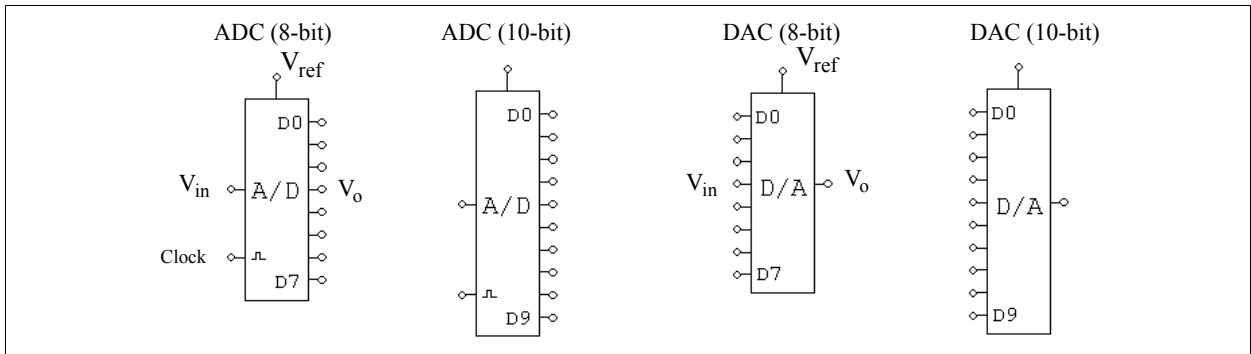 ADC (8-bit) ADC (10-bit) DAC (8-bit) DAC (10-bit)
Vref Vref
D0 D0 D0 D0
Vin A/D Vo A/D Vin D/A Vo D/A
Clock
D7 D9 D7 D9